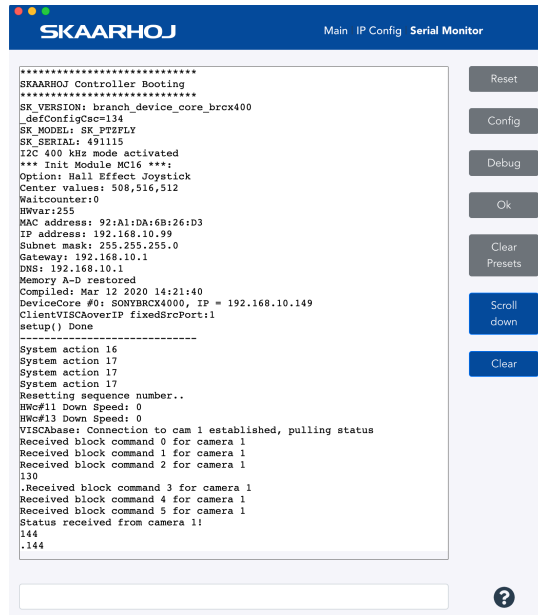 SKAARHOJ
Main IP Config Serial Monitor
*****************************
SKAARHOJ Controller Booting
*****************************
SK_VERSION: branch_device_core_brcx400
_defConfigCsc=134
SK_MODEL: SK_PTZFLY
SK_SERIAL: 491115
I2C 400 kHz mode activated
*** Init Module MC16 ***:
Option: Hall Effect Joystick
Center values: 508,516,512
Waitcounter:0
HWvar:255
MAC address: 92:A1:DA:6B:26:D3
IP address: 192.168.10.99
Subnet mask: 255.255.255.0
Gateway: 192.168.10.1
DNS: 192.168.10.1
Memory A-D restored
Compiled: Mar 12 2020 14:21:40
DeviceCore #0: SONYBRCX4000, IP = 192.168.10.149
ClientVISCAoverIP fixedSrcPort:1
setup() Done
-----------------------------
System action 16
System action 17
System action 17
System action 17
Resetting sequence number..
HWc#11 Down Speed: 0
HWc#13 Down Speed: 0
VISCAbase: Connection to cam 1 established, pulling status
Received block command 0 for camera 1
Received block command 1 for camera 1
Received block command 2 for camera 1
130
.Received block command 3 for camera 1
Received block command 4 for camera 1
Received block command 5 for camera 1
Status received from camera 1!
144
.144
Reset
Config
Debug
Ok
Clear
Presets
Scroll
down
Clear
?